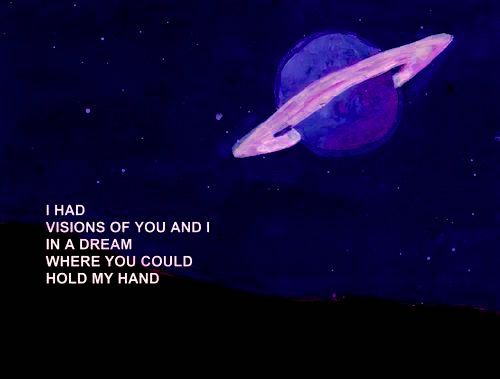 I HAD
VISIONS OF YOU AND I
IN A DREAM
WHERE YOU COULD
HOLD MY HAND